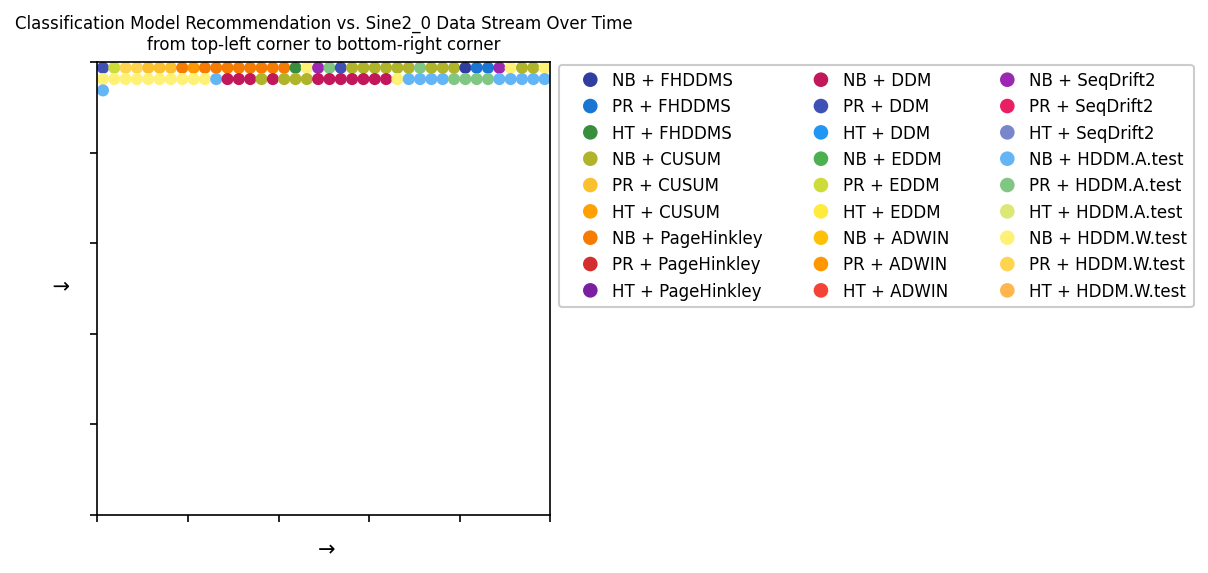 Classification Model Recommendation vs. Sine2_0 Data Stream Over Time
from top-left corner to bottom-right corner
NB + FHDDMS
PR + FHDDMS
HT + FHDDMS
NB + CUSUM
PR + CUSUM
HT + CUSUM
NB + PageHinkley
PR + PageHinkley
HT + PageHinkley
NB + DDM
PR + DDM
HT + DDM
NB + EDDM
PR + EDDM
HT + EDDM
NB + ADWIN
PR + ADWIN
HT + ADWIN
NB + SeqDrift2
PR + SeqDrift2
HT + SeqDrift2
NB + HDDM.A.test
PR + HDDM.A.test
HT + HDDM.A.test
NB + HDDM.W.test
PR + HDDM.W.test
HT + HDDM.W.test
→
→